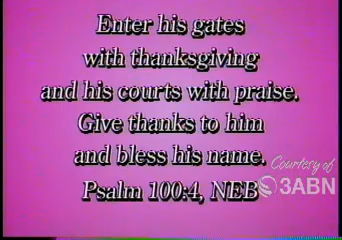 Enter his gates
with thanksgiving
and his courts with praise.
Give thanks to him
and bless his name.
Psalm 100:4, NEB
Courtesy of
3ABN